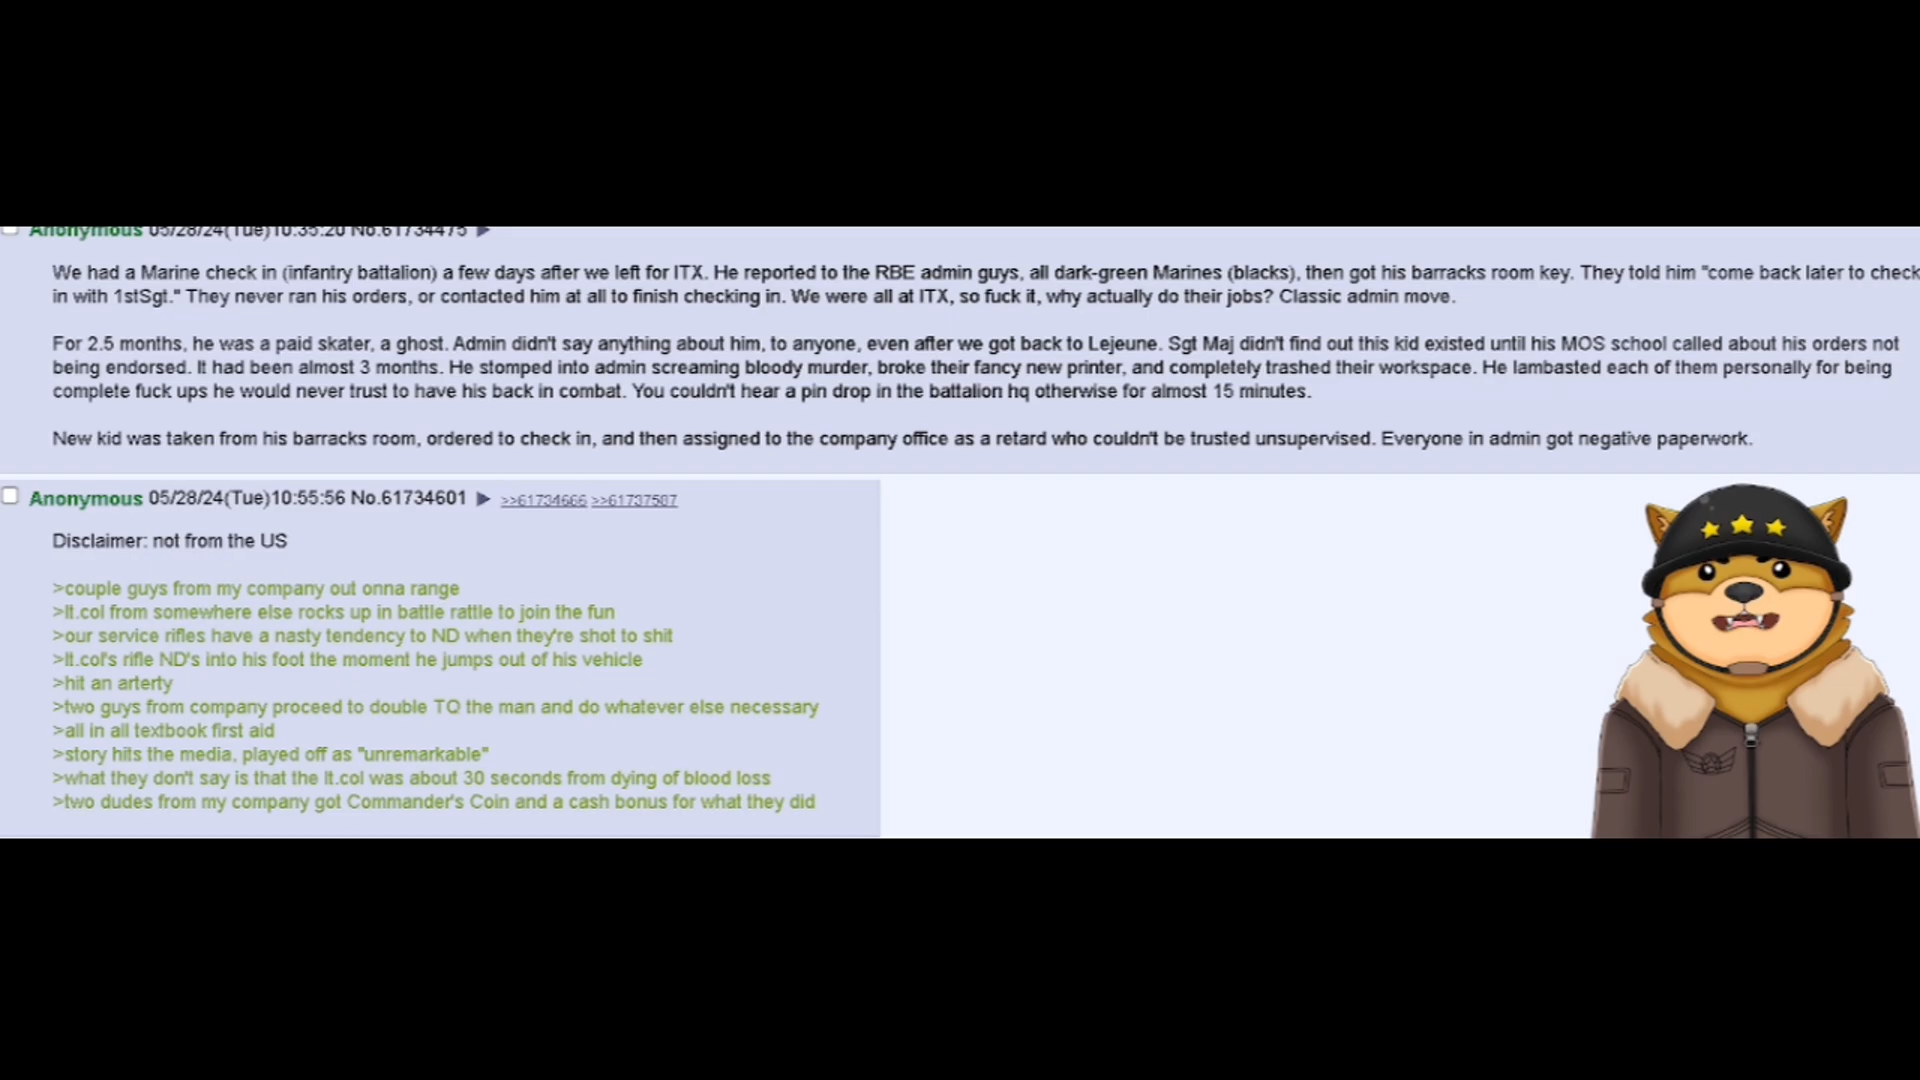 Anonymous 05/28/24(Tue)10:35:20 No.61734475 ▶
We had a Marine check in (infantry battalion) a few days after we left for ITX. He reported to the RBE admin guys, all dark-green Marines (blacks), then got his barracks room key. They told him "come back later to check
in with 1stSgt." They never ran his orders, or contacted him at all to finish checking in. We were all at ITX, so fuck it, why actually do their jobs? Classic admin move.
For 2.5 months, he was a paid skater, a ghost. Admin didn't say anything about him, to anyone, even after we got back to Lejeune. Sgt Maj didn't find out this kid existed until his MOS school called about his orders not
being endorsed. It had been almost 3 months. He stomped into admin screaming bloody murder, broke their fancy new printer, and completely trashed their workspace. He lambasted each of them personally for being
complete fuck ups he would never trust to have his back in combat. You couldn't hear a pin drop in the battalion hq otherwise for almost 15 minutes.
New kid was taken from his barracks room, ordered to check in, and then assigned to the company office as a retard who couldn't be trusted unsupervised. Everyone in admin got negative paperwork.
Anonymous 05/28/24(Tue)10:55:56 No.61734601 ▶ >>61734666 >>61737587
Disclaimer: not from the US
>couple guys from my company out onna range
>lt.col from somewhere else rocks up in battle rattle to join the fun
>our service rifles have a nasty tendency to ND when they're shot to shit
>lt.col's rifle ND's into his foot the moment he jumps out of his vehicle
>hit an arterty
>two guys from company proceed to double TQ the man and do whatever else necessary
>all in all textbook first aid
>story hits the media, played off as "unremarkable"
>what they don't say is that the lt.col was about 30 seconds from dying of blood loss
>two dudes from my company got Commander's Coin and a cash bonus for what they did